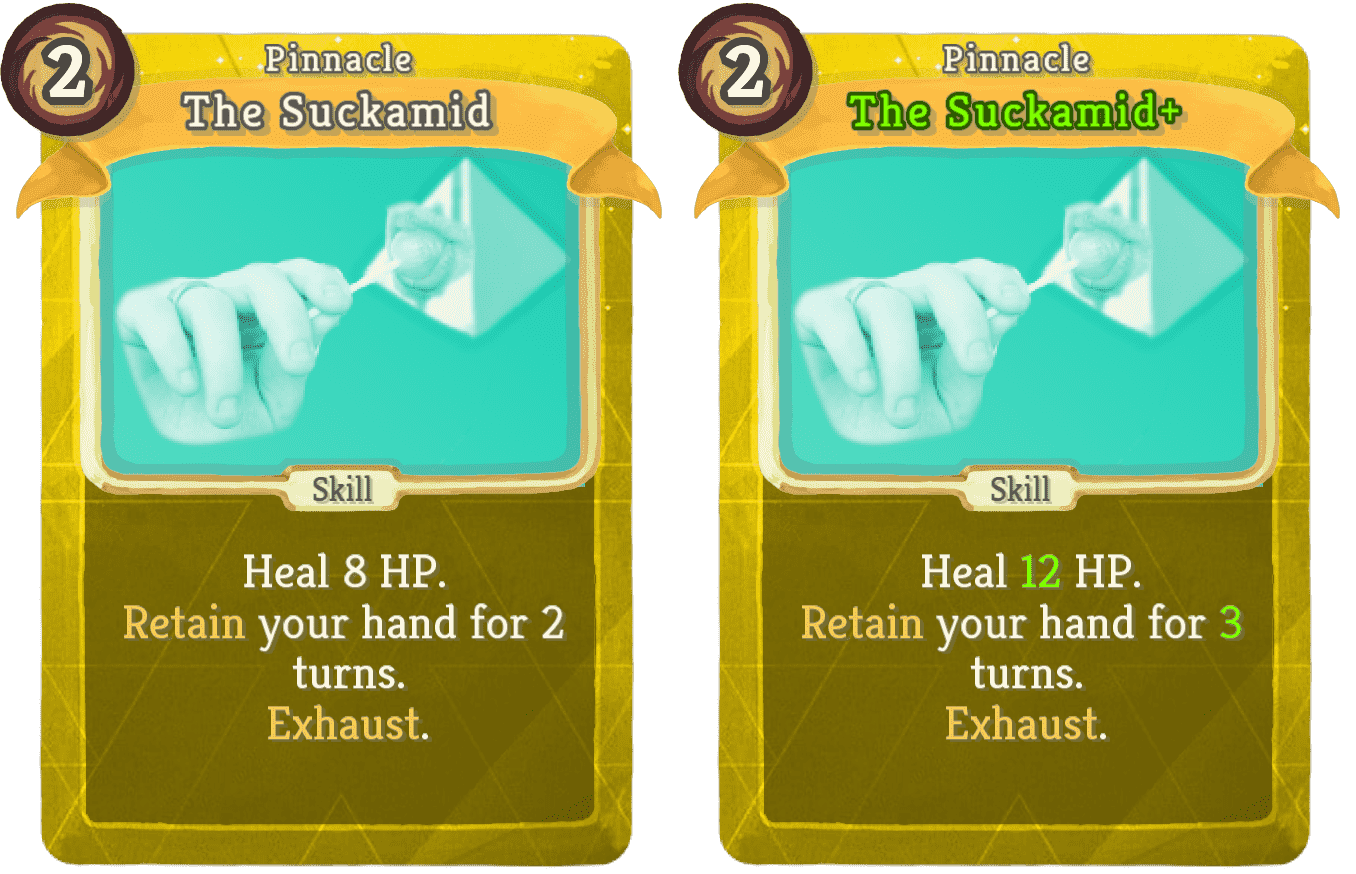 2
Pinnacle
The Suckamid
Skill
Heal 8 HP.
Retain your hand for 2
turns.
Exhaust.
2
Pinnacle
The Suckamid+
Skill
Heal 12 HP.
Retain your hand for 3
turns.
Exhaust.